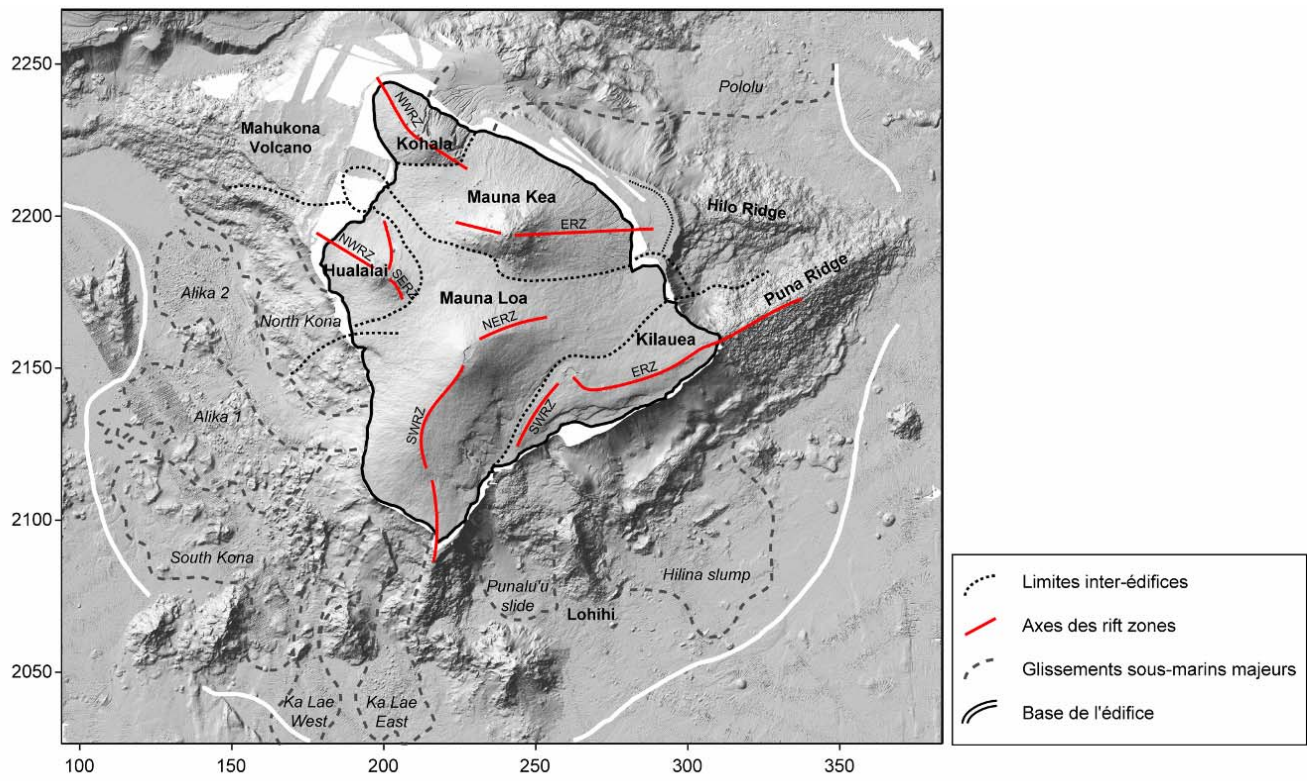 2250
2200
2150
2100
2050
100
150
200
250
300
350
Pololu
Mahukona
Volcano
NWRZ
Kohala
Mauna Kea
ERZ
Hilo Ridge
NWRZ
Hualalai
SERZ
Alika 2
North Kona
Mauna Loa
NERZ
Puna Ridge
Kilauea
ERZ
SWRZ
SWRZ
Alika 1
South Kona
Punalu'u
slide
Lohihi
Hilina slump
Ka Lae
West
Ka Lae
East
Limites inter-édifices
Axes des rift zones
Glissements sous-marins majeurs
Base de l'édifice